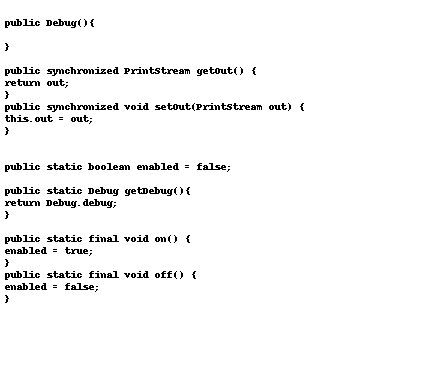 public Debug(){
}
public synchronized PrintStream getOut() {
return out;
}
public synchronized void setOut(PrintStream out) {
this.out = out;
}
public static boolean enabled = false;
public static Debug getDebug(){
return Debug.debug;
}
public static final void on() {
enabled = true;
}
public static final void off() {
enabled = false;
}